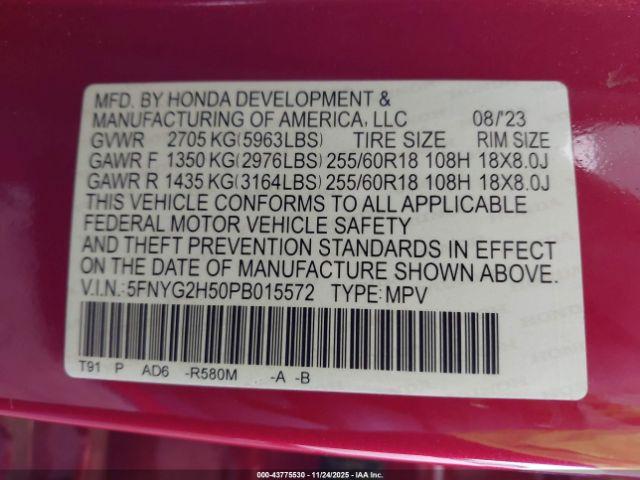 MFD. BY HONDA DEVELOPMENT &
MANUFACTURING OF AMERICA, LLC 08/'23
GVWR 2705 KG(5963LBS) TIRE SIZE RIM SIZE
GAWR F 1350 KG(2976LBS) 255/60R18 108H 18X8.0J
GAWR R 1435 KG(3164LBS) 255/60R18 108H 18X8.0J
THIS VEHICLE CONFORMS TO ALL APPLICABLE
FEDERAL MOTOR VEHICLE SAFETY
AND THEFT PREVENTION STANDARDS IN EFFECT
ON THE DATE OF MANUFACTURE SHOWN ABOVE.
V.I.N.:5FNYG2H50PB015572 TYPE:MPV
T91 P AD6 -R580M -A -B
000-43775530 - 11/24/2025 - IAAI, Inc.